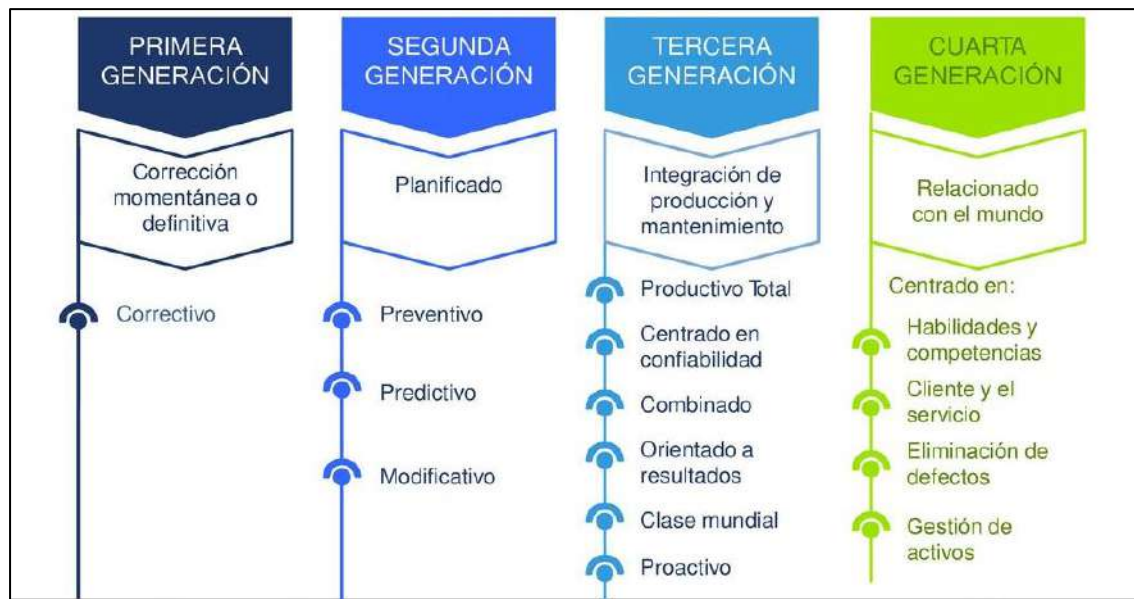 PRIMERA
GENERACIÓN
Corrección
momentánea o
definitiva
Correctivo
SEGUNDA
GENERACIÓN
Planificado
Preventivo
Predictivo
Modificativo
TERCERA
GENERACIÓN
Integración de
producción y
mantenimiento
Productivo Total
Centrado en
confiabilidad
Combinado
Orientado a
resultados
Clase mundial
Proactivo
CUARTA
GENERACIÓN
Relacionado
con el mundo
Centrado en:
Habilidades y
competencias
Cliente y el
servicio
Eliminación de
defectos
Gestión de
activos